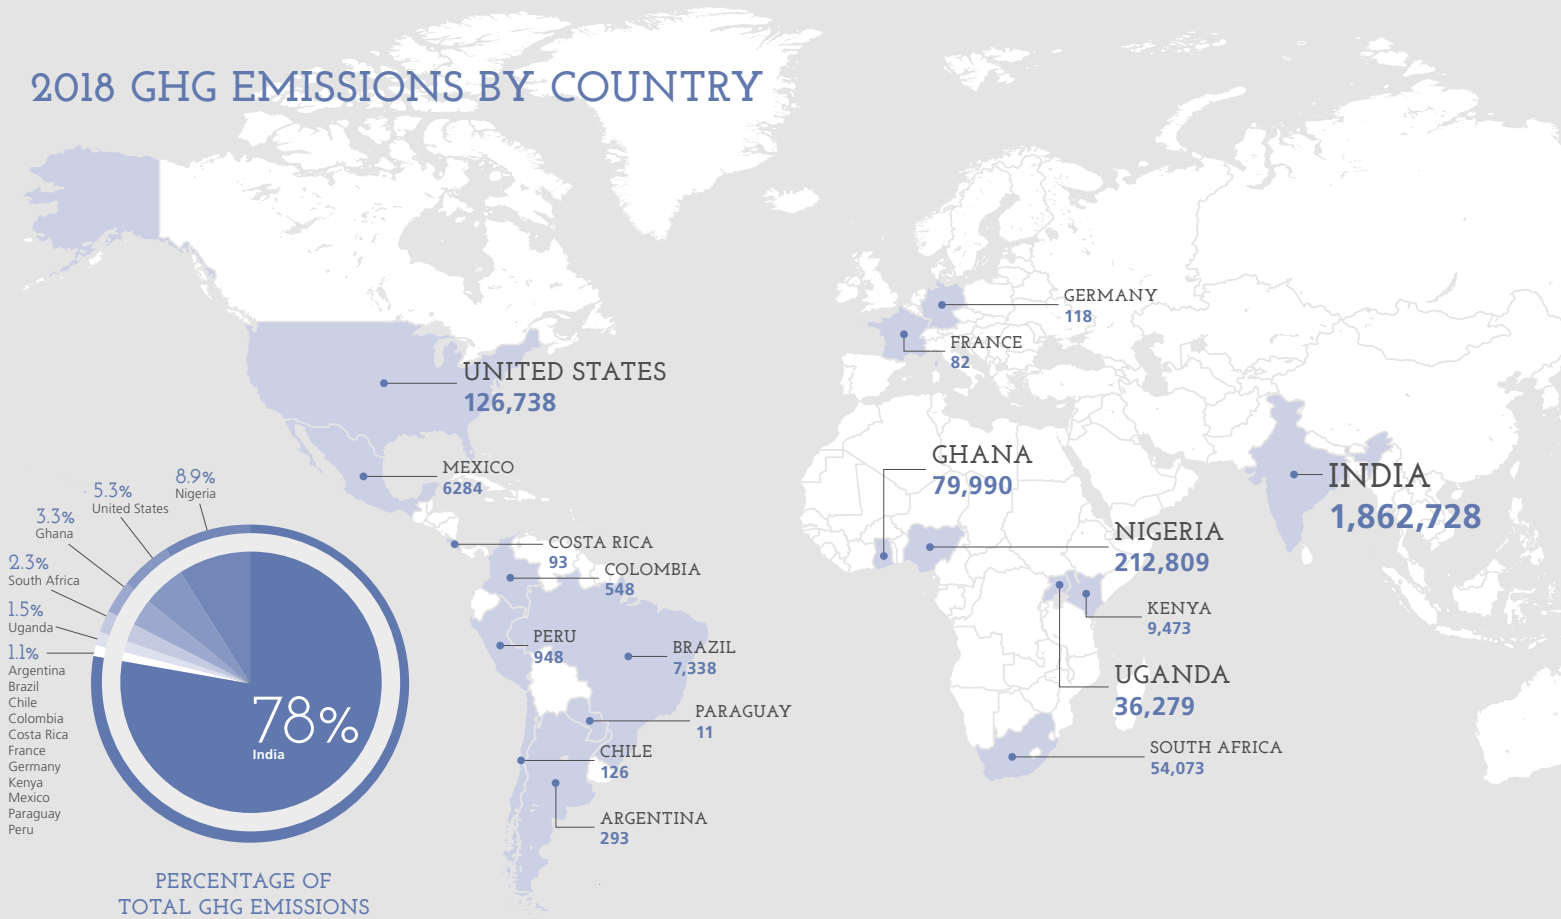 2018 GHG EMISSIONS BY COUNTRY
GERMANY
118
FRANCE
82
UNITED STATES
126,738
MEXICO
6284
GHANA
79,990
INDIA
1,862,728
NIGERIA
212,809
COSTA RICA
93
COLOMBIA
548
KENYA
9,473
PERU
948
BRAZIL
7,338
UGANDA
36,279
PARAGUAY
11
CHILE
126
SOUTH AFRICA
54,073
ARGENTINA
293
8.9%
Nigeria
5.3%
United States
3.3%
Ghana
2.3%
South Africa
1.5%
Uganda
1.1%
Argentina
Brazil
Chile
Colombia
Costa Rica
France
Germany
Kenya
Mexico
Paraguay
Peru
78%
India
PERCENTAGE OF
TOTAL GHG EMISSIONS